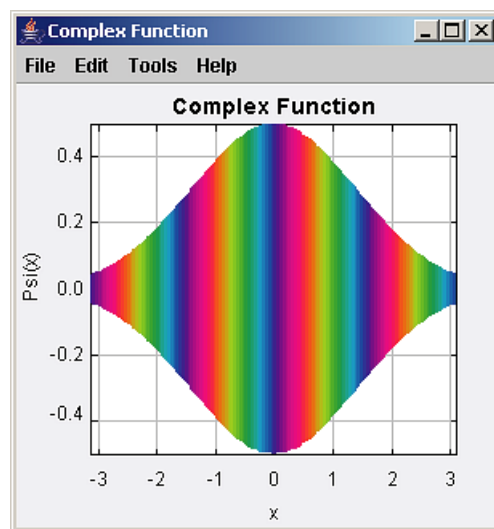 Complex Function
File Edit Tools Help
Complex Function
Psi(x)
0.4
0.2
0.0
-0.2
-0.4
-3 -2 -1 0 1 2 3
x